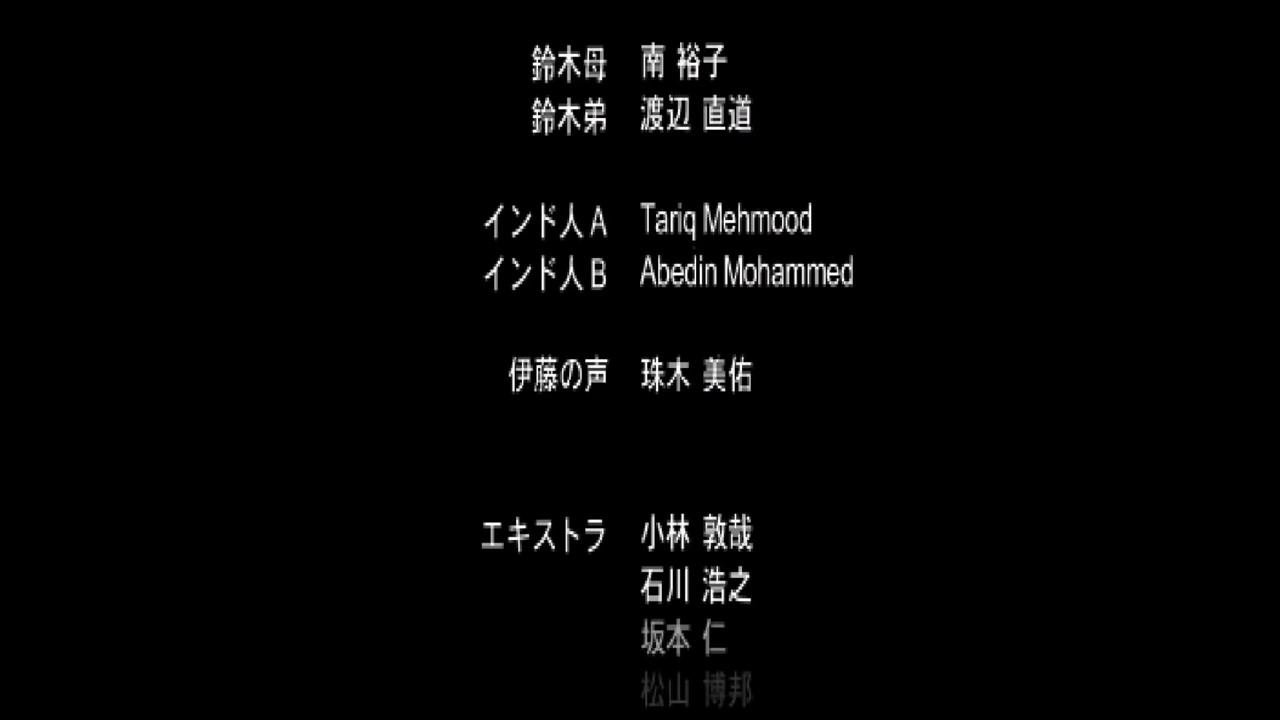 鈴木母 南 裕子
鈴木弟 渡辺 直道
インド人A Tariq Mehmood
インド人B Abedin Mohammed
伊藤の声 珠木 美佑
エキストラ 小林 敦哉
石川 浩之
坂本 仁
松山 博邦